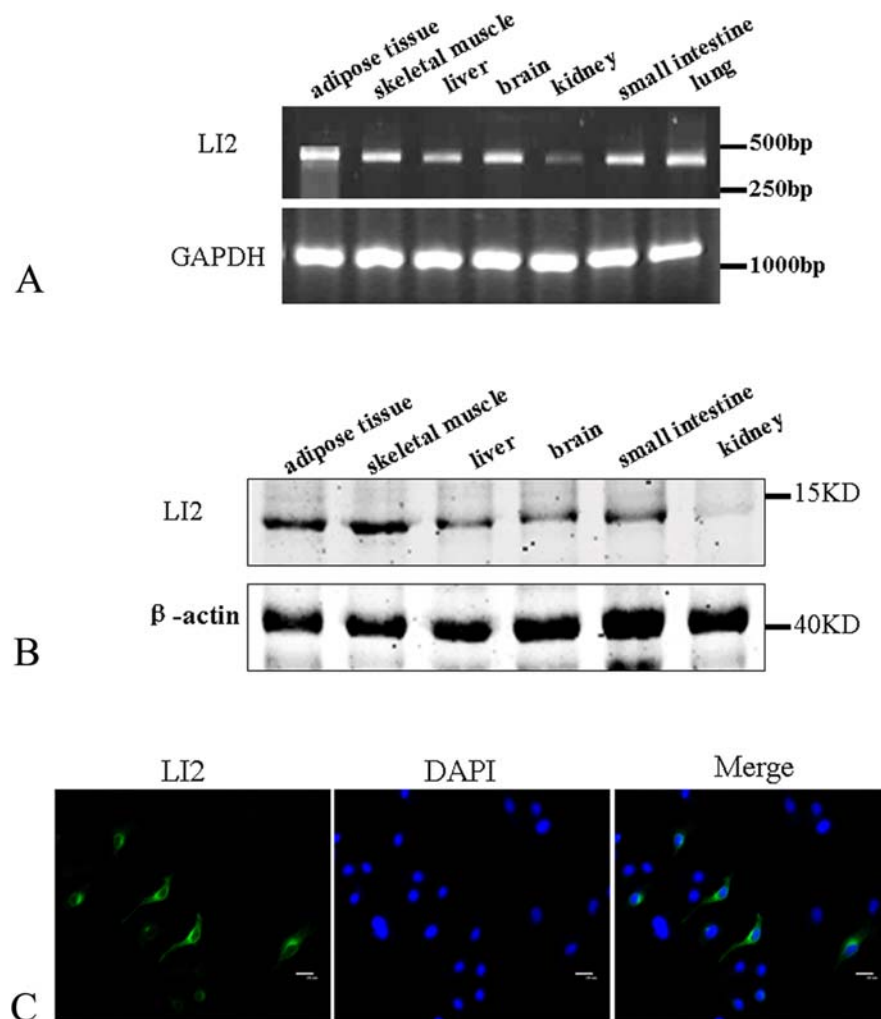 adipose tissue
skeletal muscle
liver
brain
kidney
small intestine
lung
LI2
500bp
250bp
GAPDH
1000bp
A
adipose tissue
skeletal muscle
liver
brain
small intestine
kidney
LI2
15KD
β-actin
40KD
B
LI2 DAPI Merge
C